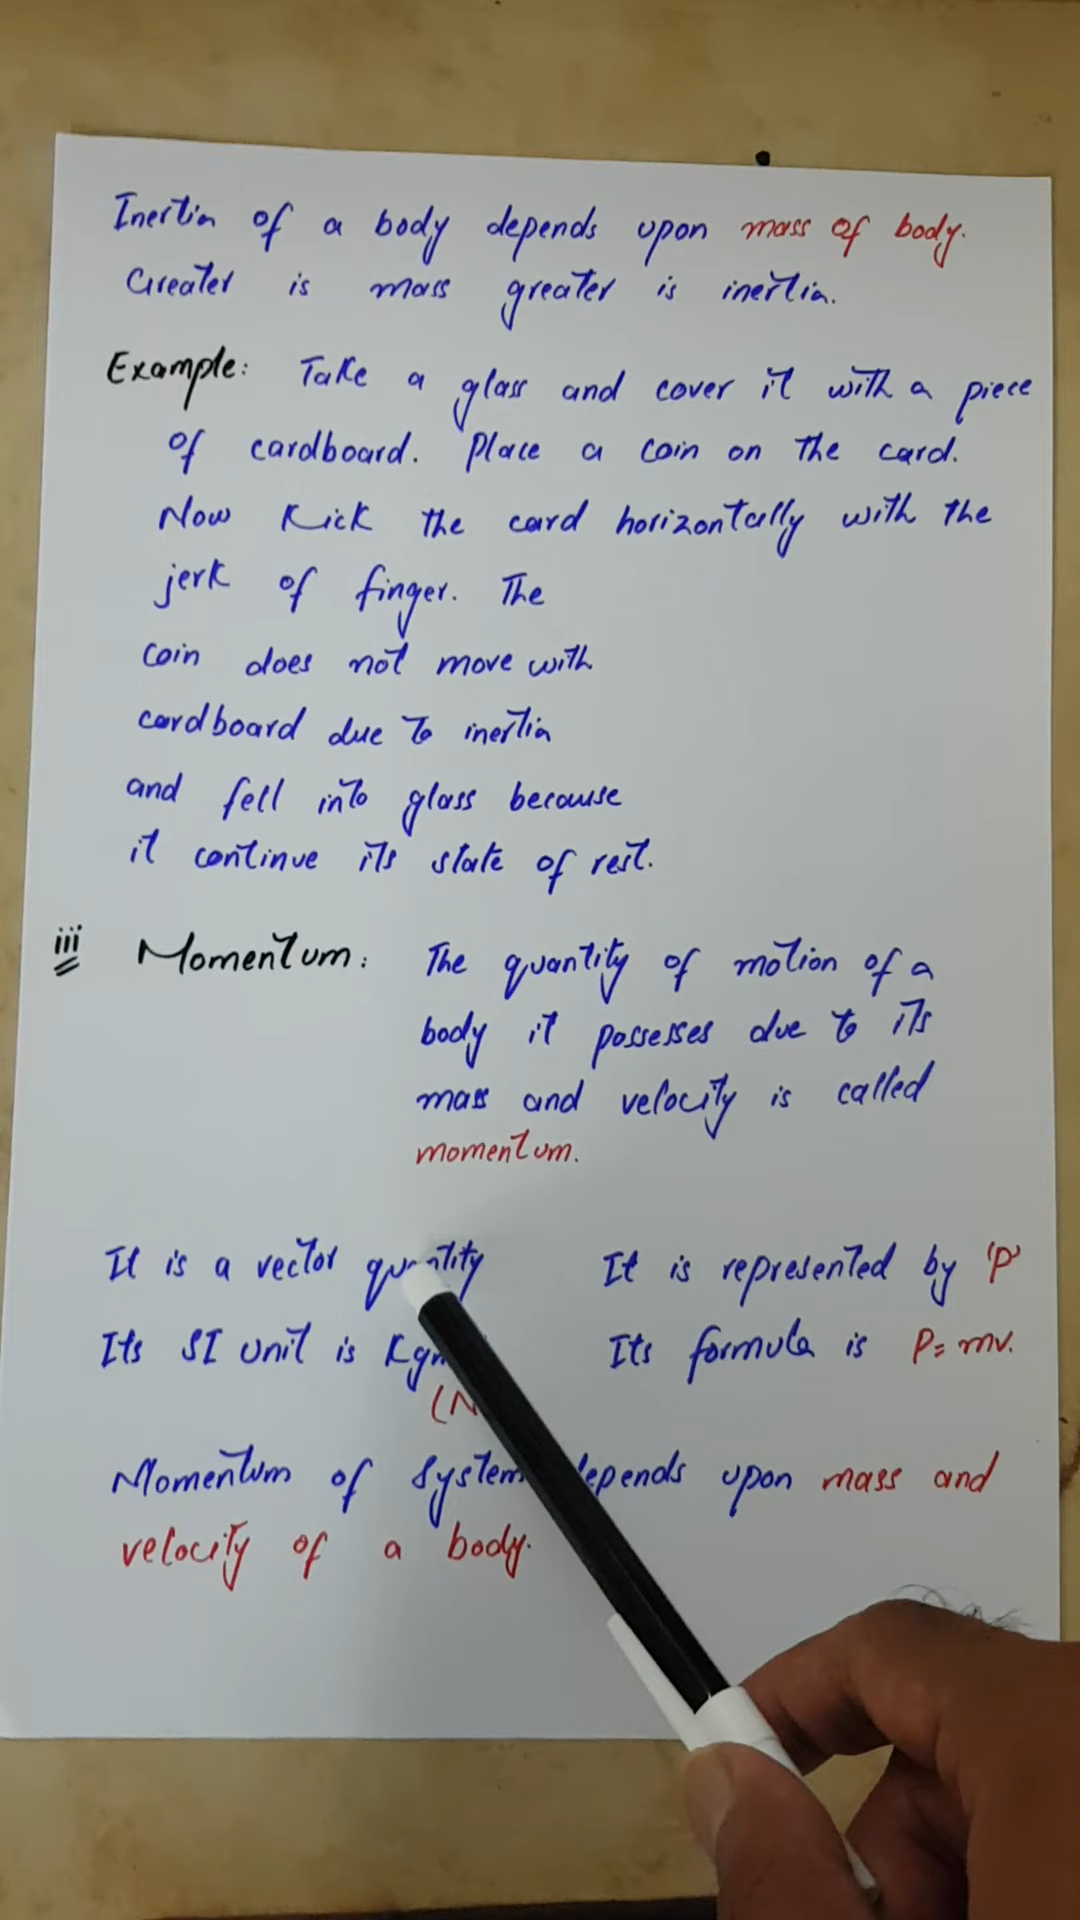 Inertia of a body depends upon mass of body.
Greater is mass greater is inertia.
Example: Take a glass and cover it with a piece
of cardboard. Place a coin on the card.
Now Kick the card horizontally with the
jerk of finger. The
coin does not move with
cardboard due to inertia
and fell into glass because
it continue its state of rest.
iii Momentum: The quantity of motion of a
body it possesses due to its
mass and velocity is called
momentum.
It is a vector quantity It is represented by 'P'
Its SI unit is Its formula is P = mv.
Momentum of system depends upon mass and
velocity of a body.